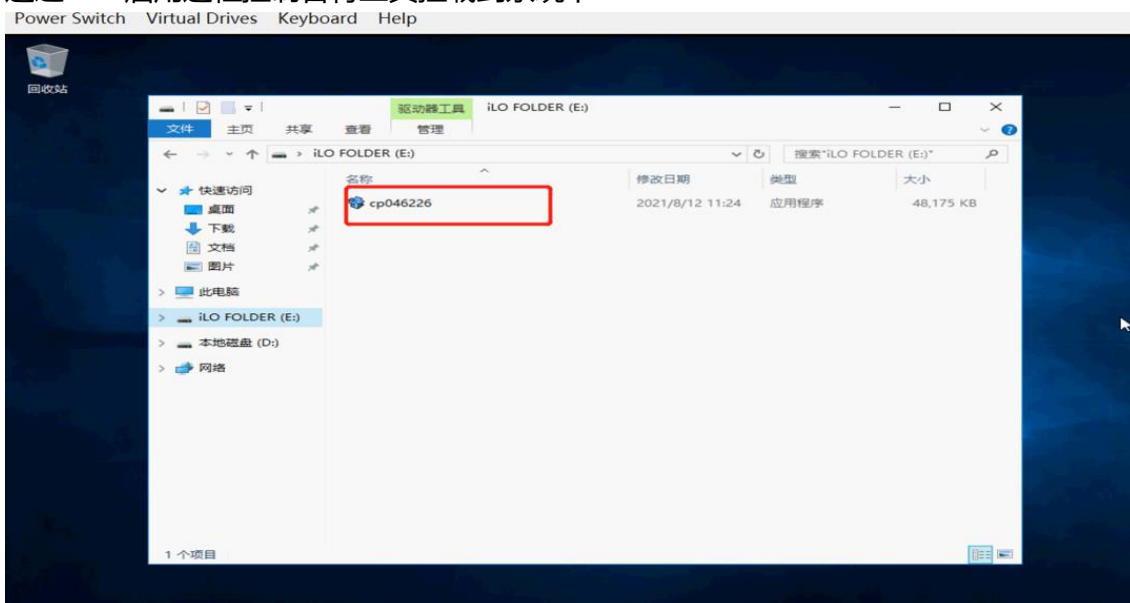 Power Switch Virtual Drives Keyboard Help
回收站
驱动器工具 iLO FOLDER (E:)
文件 主页 共享 查看 管理
iLO FOLDER (E:) 搜索"iLO FOLDER (E:)"
名称 修改日期 类型 大小
快速访问
cp046226 2021/8/12 11:24 应用程序 48,175 KB
桌面
下载
文档
图片
此电脑
iLO FOLDER (E:)
本地磁盘 (D:)
网络
1 个项目